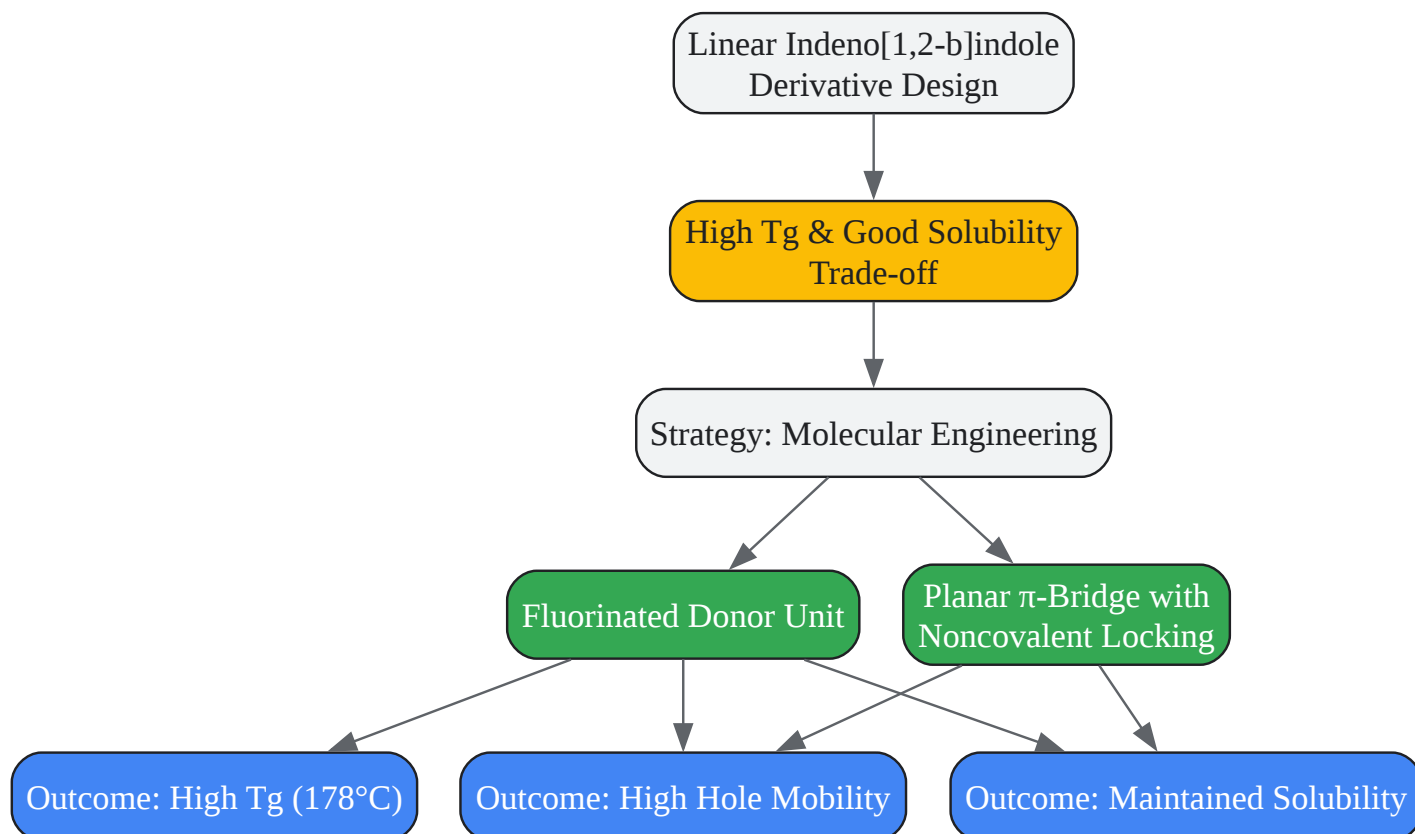 Linear Indeno[1,2-b]indole
Derivative Design
High Tg & Good Solubility
Trade-off
Strategy: Molecular Engineering
Fluorinated Donor Unit
Planar π-Bridge with
Noncovalent Locking
Outcome: High Tg (178°C)
Outcome: High Hole Mobility
Outcome: Maintained Solubility